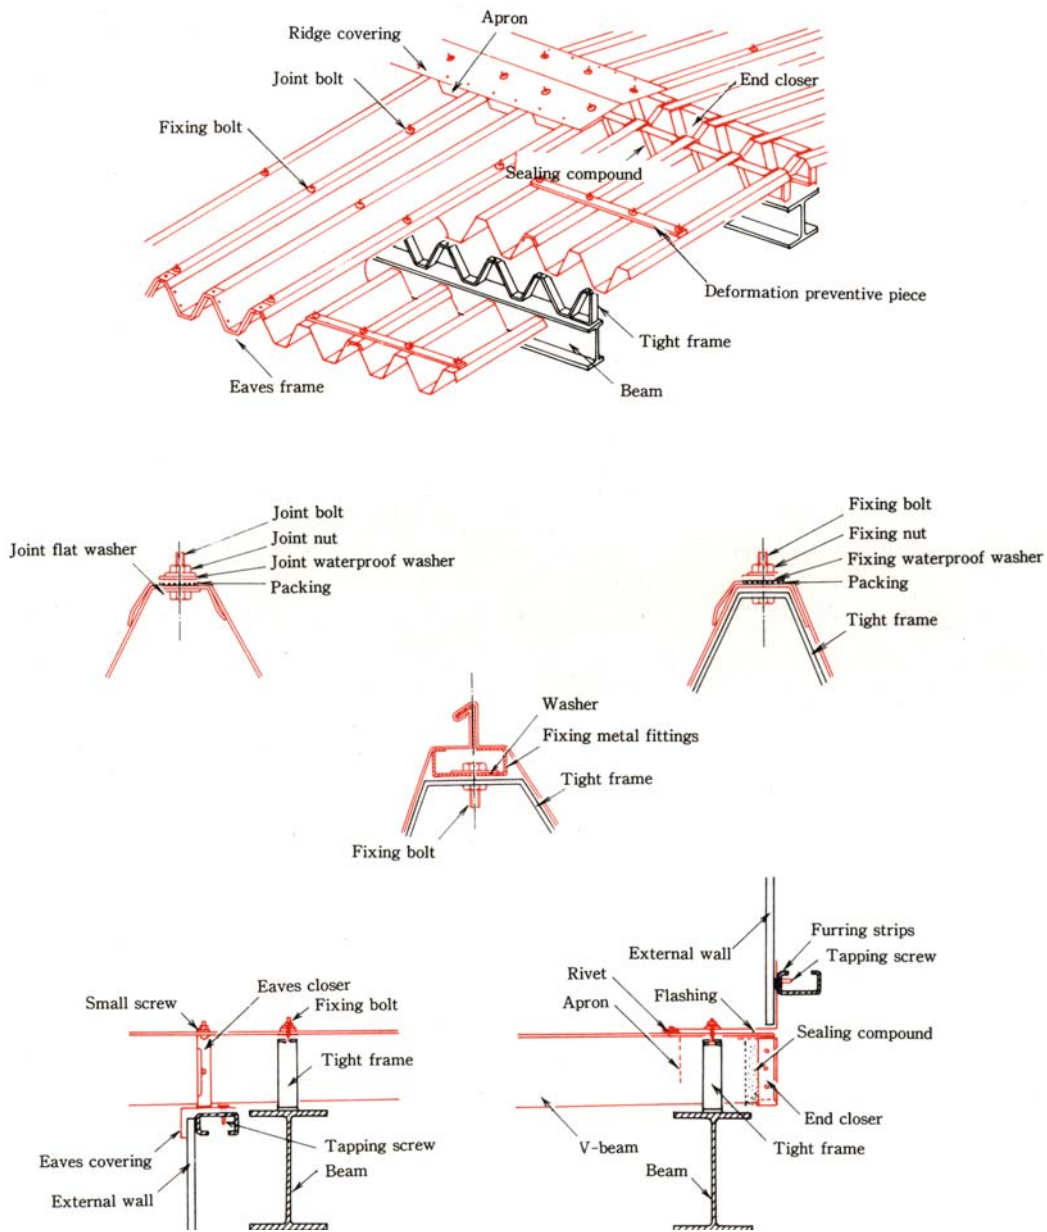 Apron
Ridge covering
Joint bolt
End closer
Fixing bolt
Sealing compound
Deformation preventive piece
Tight frame
Eaves frame
Beam
Joint bolt
Joint nut
Joint flat washer
Joint waterproof washer
Packing
Fixing bolt
Fixing nut
Fixing waterproof washer
Packing
Tight frame
Washer
Fixing metal fittings
Tight frame
Fixing bolt
Eaves closer
Small screw
Fixing bolt
Tight frame
Tapping screw
Eaves covering
Beam
External wall
Furring strips
External wall
Tapping screw
Rivet
Apron
Flashing
Sealing compound
End closer
V-beam
Tight frame
Beam